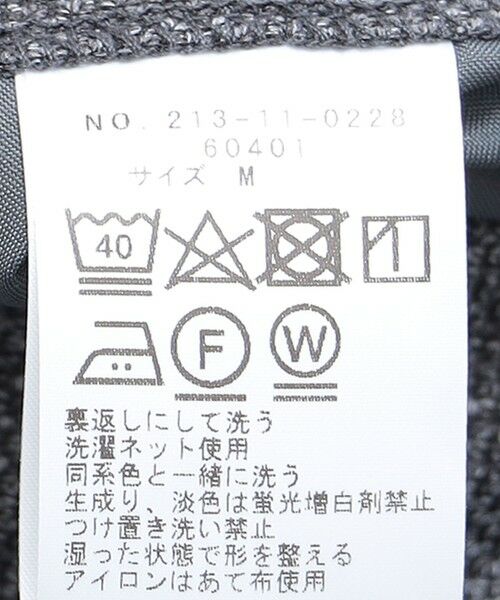 NO. 213-11-0228
60401
サイズ M
40
F W
裏返しにして洗う
洗濯ネット使用
同系色と一緒に洗う
生成り、淡色は蛍光増白剤禁止
つけ置き洗い禁止
湿った状態で形を整える
アイロンはあて布使用